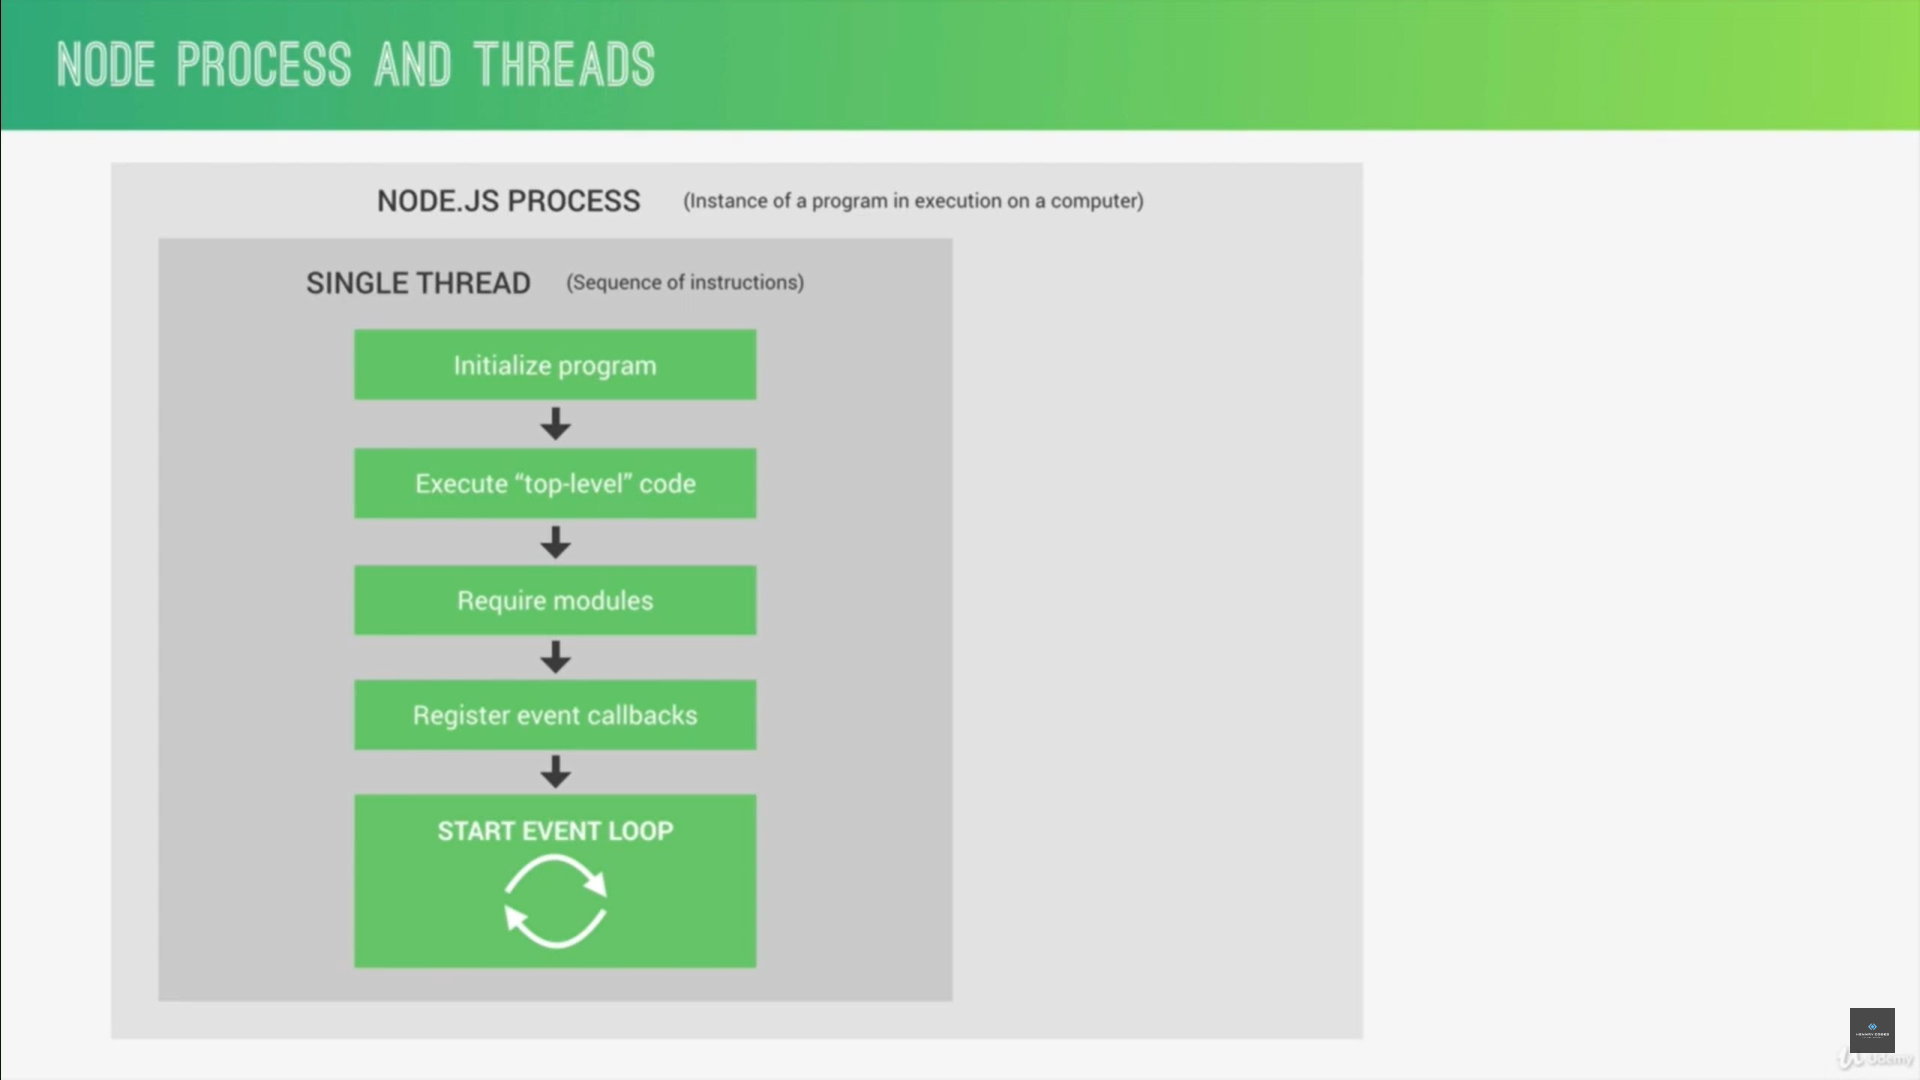 NODE PROCESS AND THREADS
NODE.JS PROCESS (Instance of a program in execution on a computer)
SINGLE THREAD (Sequence of instructions)
Initialize program
Execute “top-level” code
Require modules
Register event callbacks
START EVENT LOOP
Udemy